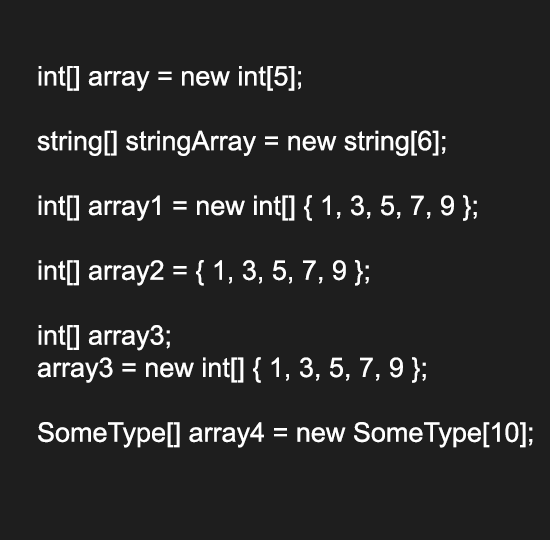 int[] array = new int[5];
string[] stringArray = new string[6];
int[] array1 = new int[] { 1, 3, 5, 7, 9 };
int[] array2 = { 1, 3, 5, 7, 9 };
int[] array3;
array3 = new int[] { 1, 3, 5, 7, 9 };
SomeType[] array4 = new SomeType[10];